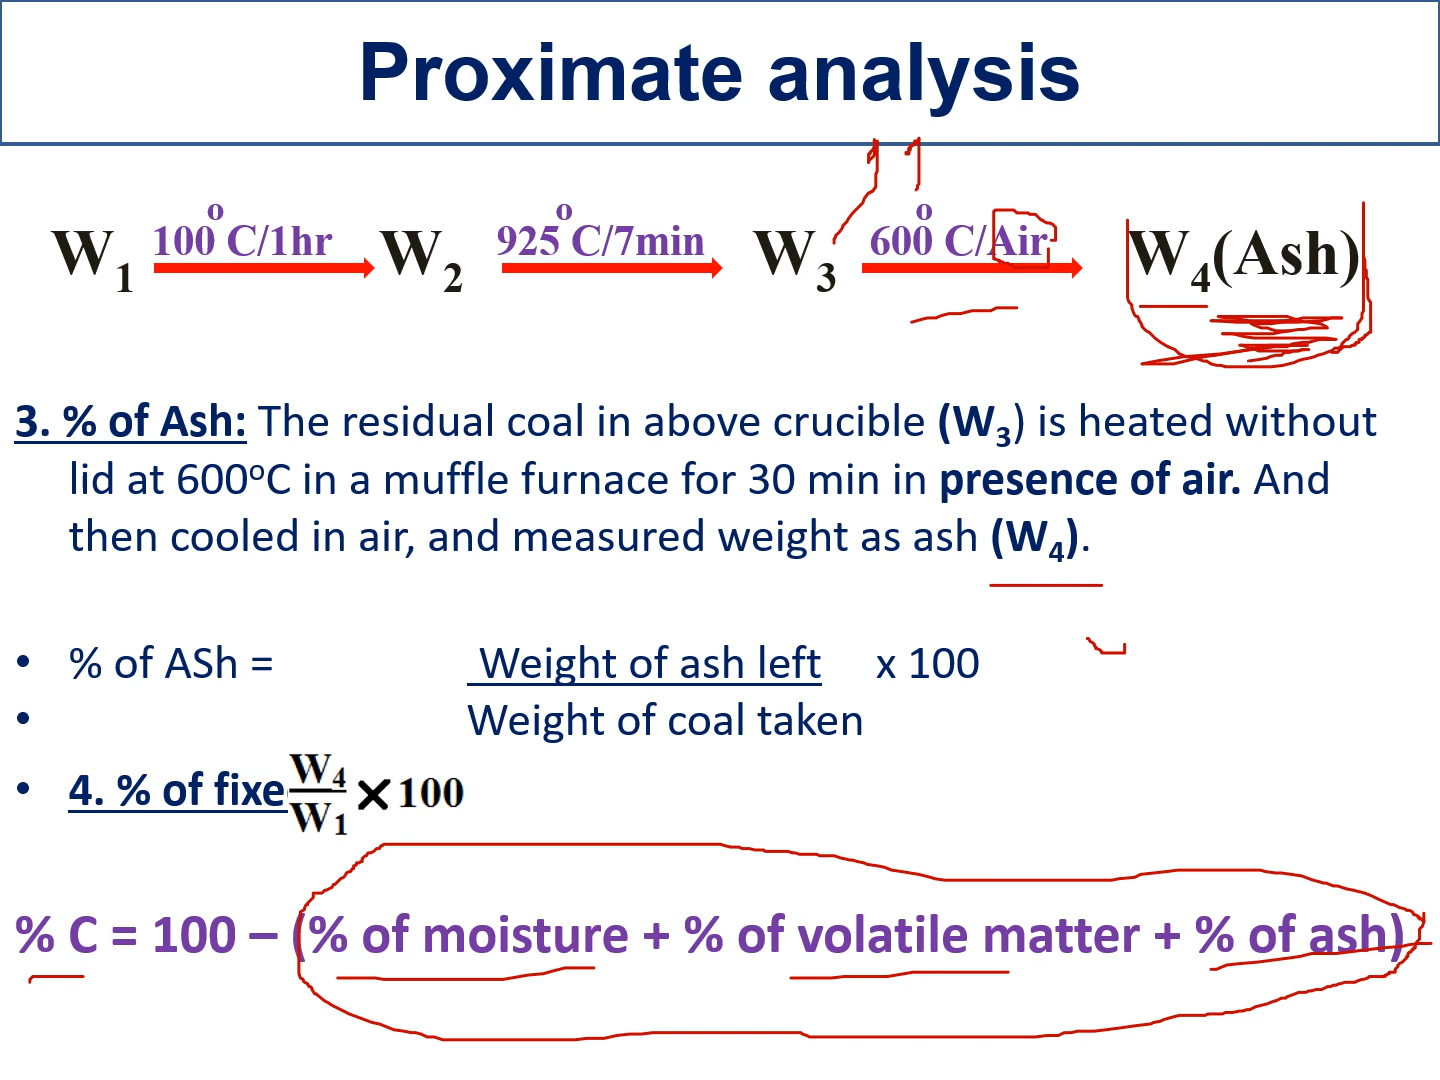 Proximate analysis
W₁ 100 °C/1hr W₂ 925 °C/7min W₃ 600 °C/Air W₄(Ash)
3. % of Ash: The residual coal in above crucible (W₃) is heated without
lid at 600°C in a muffle furnace for 30 min in presence of air. And
then cooled in air, and measured weight as ash (W₄).
• % of ASh = Weight of ash left x 100
• Weight of coal taken
• 4. % of fixe W₄/W₁ × 100
% C = 100 – (% of moisture + % of volatile matter + % of ash)